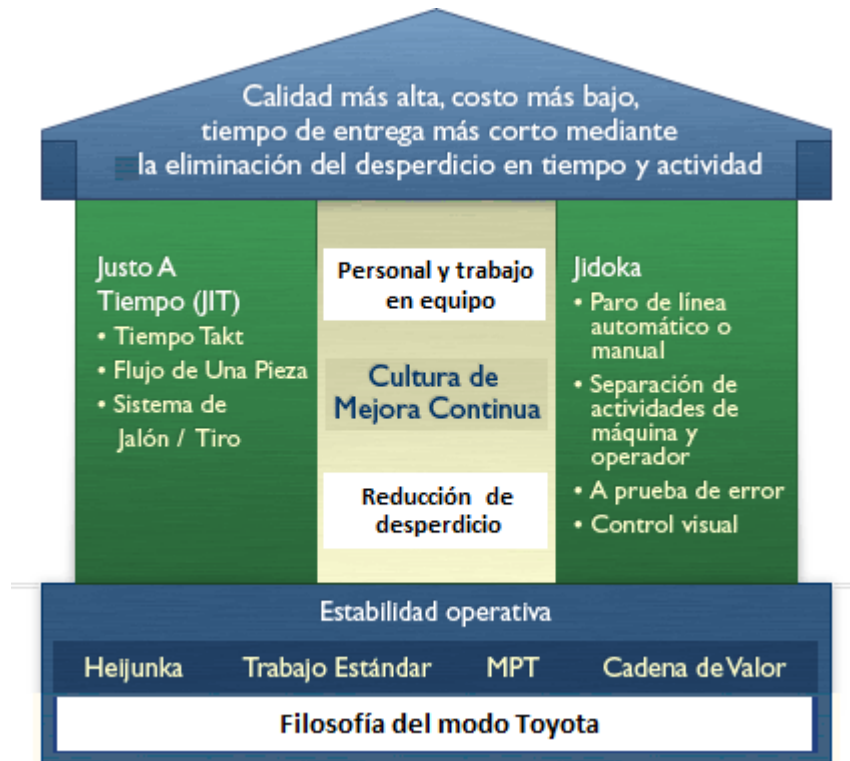 Calidad más alta, costo más bajo,
tiempo de entrega más corto mediante
la eliminación del desperdicio en tiempo y actividad
Justo A
Tiempo (JIT)
• Tiempo Takt
• Flujo de Una Pieza
• Sistema de
Jalón / Tiro
Personal y trabajo
en equipo
Cultura de
Mejora Continua
Reducción de
desperdicio
Jidoka
• Paro de línea
automático o
manual
• Separación de
actividades de
máquina y
operador
• A prueba de error
• Control visual
Estabilidad operativa
Heijunka Trabajo Estándar MPT Cadena de Valor
Filosofía del modo Toyota